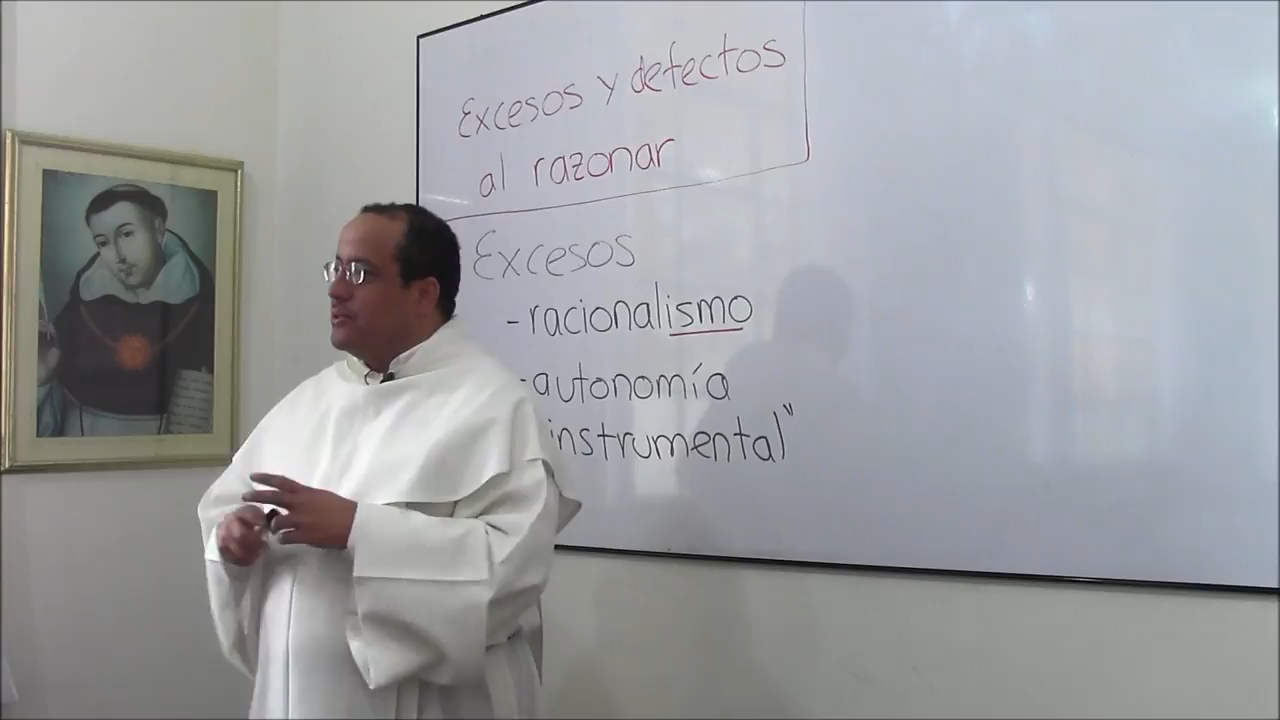 Excesos y defectos
al razonar
Excesos
- racionalismo
- autonomía
instrumental"